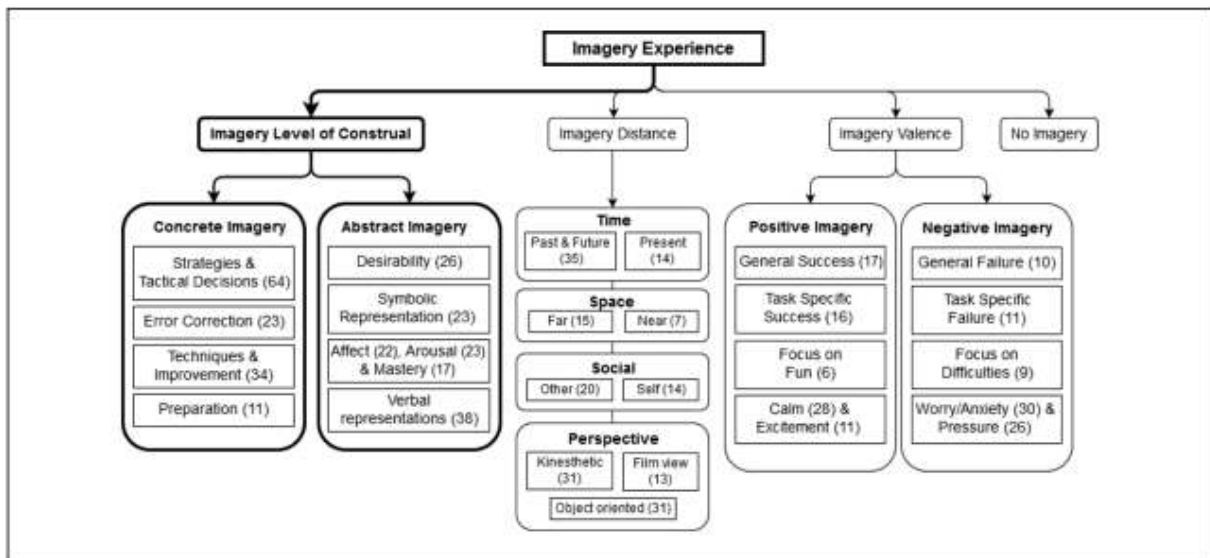 Imagery Experience
Imagery Level of Construal
Imagery Distance
Imagery Valence
No Imagery
Concrete Imagery
Strategies &
Tactical Decisions (64)
Error Correction (23)
Techniques &
Improvement (34)
Preparation (11)
Abstract Imagery
Desirability (26)
Symbolic
Representation (23)
Affect (22), Arousal (23)
& Mastery (17)
Verbal
representations (38)
Time
Past & Future
(35)
Present
(14)
Space
Far (15)
Near (7)
Social
Other (20)
Self (14)
Perspective
Kinesthetic
(31)
Film view
(13)
Object oriented (31)
Positive Imagery
General Success (17)
Task Specific
Success (16)
Focus on
Fun (6)
Calm (28) &
Excitement (11)
Negative Imagery
General Failure (10)
Task Specific
Failure (11)
Focus on
Difficulties (9)
Worry/Anxiety (30) &
Pressure (26)